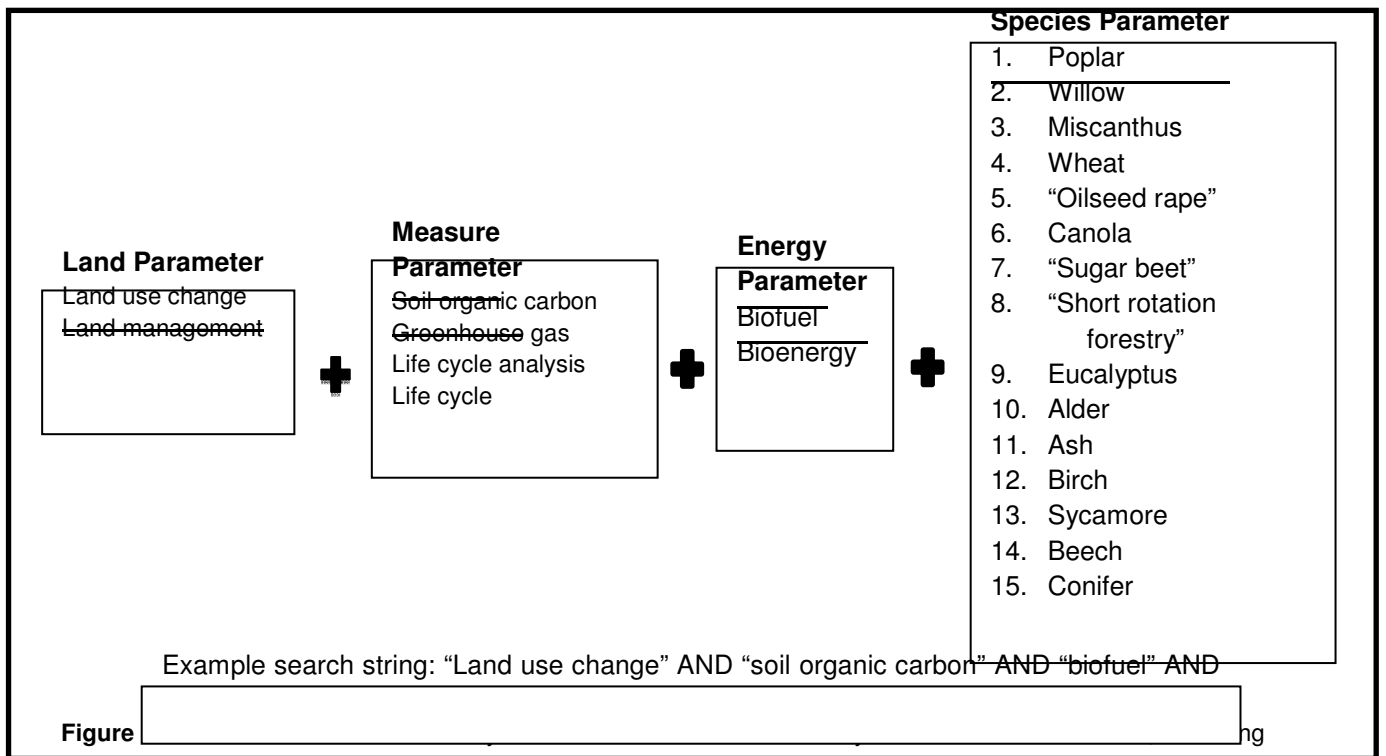 Land Parameter
Land use change
Land management
Measure
Parameter
Soil organic carbon
Greenhouse gas
Life cycle analysis
Life cycle
Energy
Parameter
Biofuel
Bioenergy
Species Parameter
1. Poplar
2. Willow
3. Miscanthus
4. Wheat
5. “Oilseed rape”
6. Canola
7. “Sugar beet”
8. “Short rotation
forestry”
9. Eucalyptus
10. Alder
11. Ash
12. Birch
13. Sycamore
14. Beech
15. Conifer
Example search string: “Land use change” AND “soil organic carbon” AND “biofuel” AND
Figure